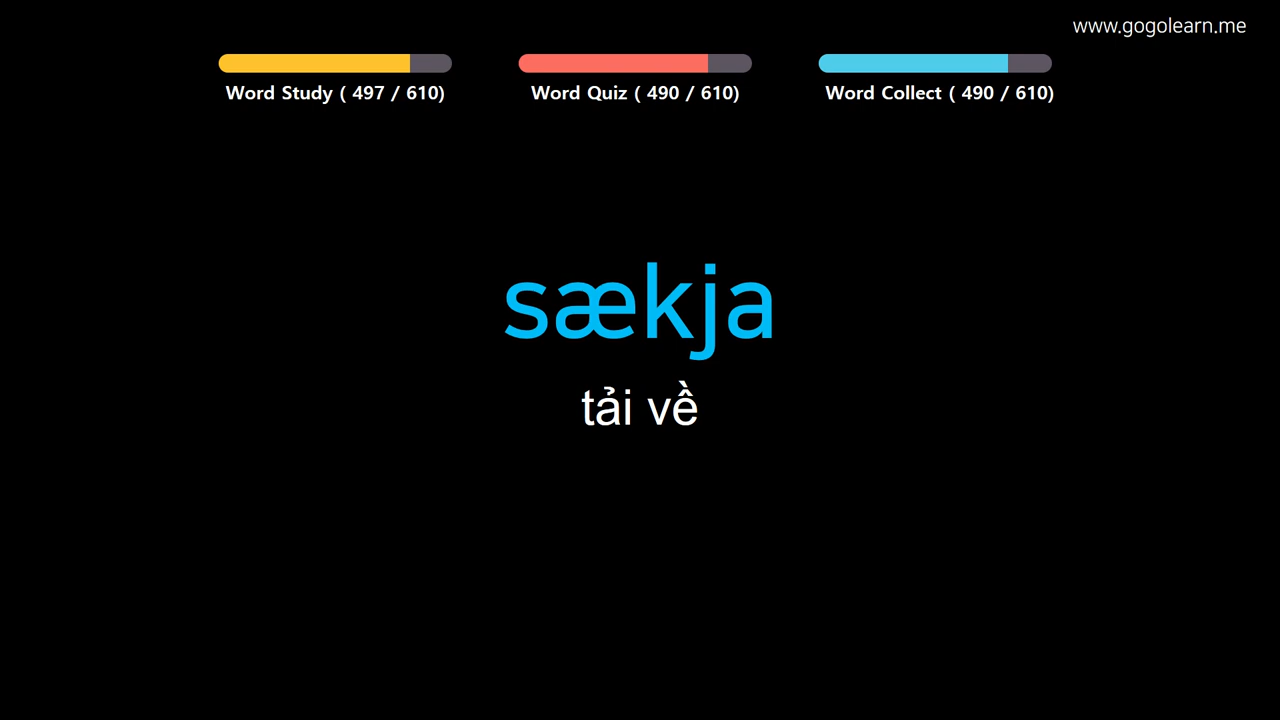 www.gogolearn.me
Word Study ( 497 / 610)
Word Quiz ( 490 / 610)
Word Collect ( 490 / 610)
sækja
tải về